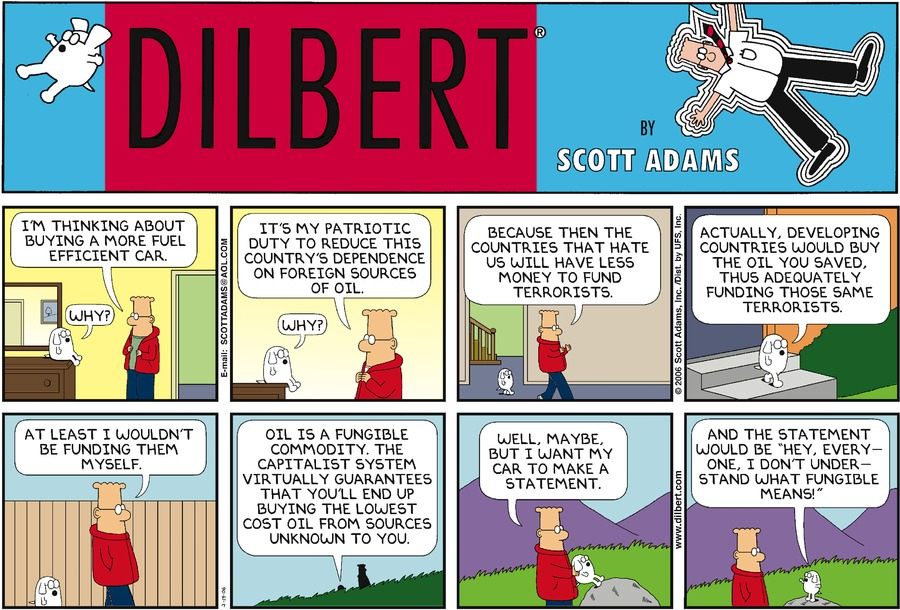 DILBERT®
BY
SCOTT ADAMS
I'M THINKING ABOUT
BUYING A MORE FUEL
EFFICIENT CAR.
WHY?
E-mail: SCOTTADAMS@AOL.COM
IT'S MY PATRIOTIC
DUTY TO REDUCE THIS
COUNTRY'S DEPENDENCE
ON FOREIGN SOURCES
OF OIL.
WHY?
BECAUSE THEN THE
COUNTRIES THAT HATE
US WILL HAVE LESS
MONEY TO FUND
TERRORISTS.
© 2006 Scott Adams, Inc./Dist. by UFS, Inc.
ACTUALLY, DEVELOPING
COUNTRIES WOULD BUY
THE OIL YOU SAVED,
THUS ADEQUATELY
FUNDING THOSE SAME
TERRORISTS.
AT LEAST I WOULDN'T
BE FUNDING THEM
MYSELF.
2-19-06
OIL IS A FUNGIBLE
COMMODITY. THE
CAPITALIST SYSTEM
VIRTUALLY GUARANTEES
THAT YOU'LL END UP
BUYING THE LOWEST
COST OIL FROM SOURCES
UNKNOWN TO YOU.
WELL, MAYBE,
BUT I WANT MY
CAR TO MAKE A
STATEMENT.
www.dilbert.com
AND THE STATEMENT
WOULD BE "HEY, EVERY-
ONE, I DON'T UNDER-
STAND WHAT FUNGIBLE
MEANS!"